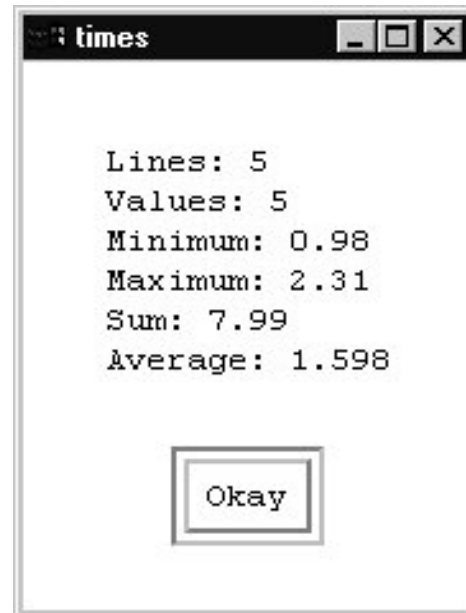 times
Lines: 5
Values: 5
Minimum: 0.98
Maximum: 2.31
Sum: 7.99
Average: 1.598
Okay